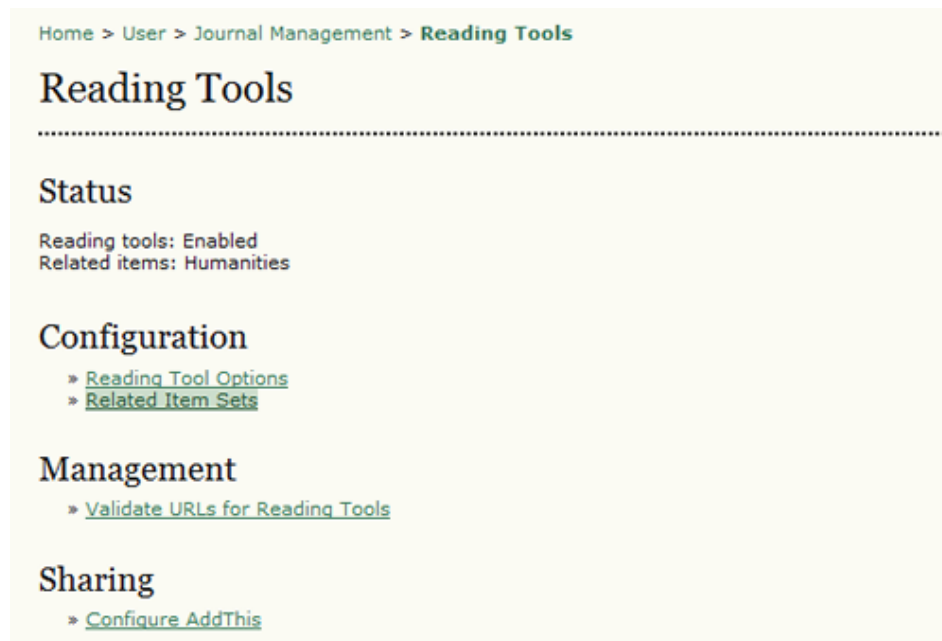 Home > User > Journal Management > Reading Tools
Reading Tools
Status
Reading tools: Enabled
Related items: Humanities
Configuration
» Reading Tool Options
» Related Item Sets
Management
» Validate URLs for Reading Tools
Sharing
» Configure AddThis